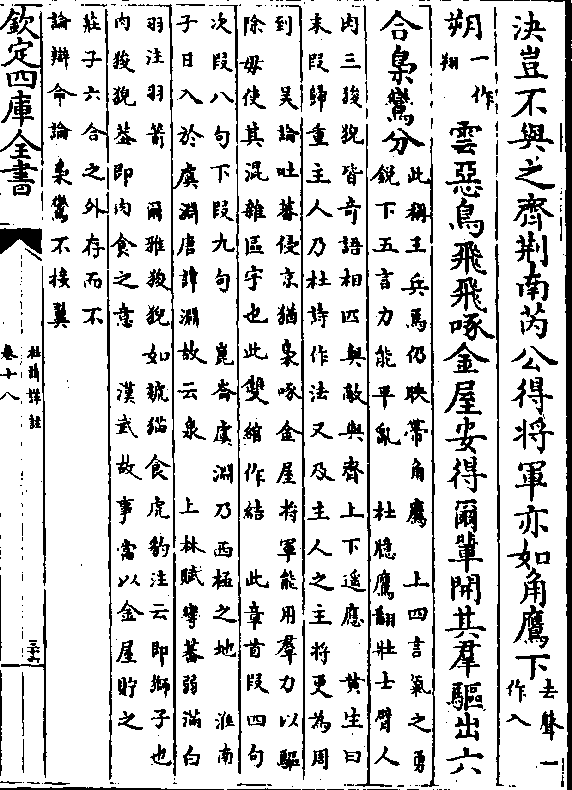 決豈不與之齊荆南芮公得將軍亦如角鷹下去聲一作入
朔一作翔雲惡鳥飛飛啄金屋安得爾輩開其羣驅出六
合梟鸞分此稱王兵馬仍映帶角鷹 上四言氣之勇
銳下五言力能平亂 杜臆鷹翻壯士臂人
肉三狻猊皆奇語相匹與敵與齊上下遙應 黄生曰
末段歸重主人乃杜詩作法又及主人之主將更為周
到 吴論吐蕃侵京猶梟啄金屋將軍能用羣力以驅
除毋使其混雜區宇也此雙綰作結 此章首段四句
次段八句下段九句 崑崙虞淵乃西極之地 淮南
子日入於虞淵唐諱淵故云泉 上林賦彎蕃弱滿白
羽注羽箭 爾雅狻猊如虦貓食虎豹注云即獅子也
肉狻猊葢即肉食之意 漢武故事當以金屋貯之
莊子六合之外存而不
論辯命論梟鸞不接翼
欽定四庫全書
杜詩詳註
卷十八